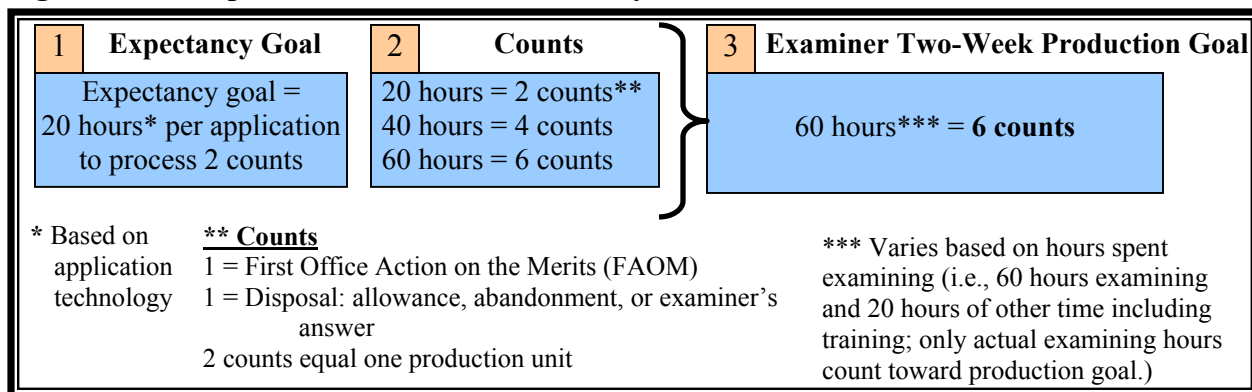 1 Expectancy Goal
Expectancy goal =
20 hours* per application
to process 2 counts
2 Counts
20 hours = 2 counts**
40 hours = 4 counts
60 hours = 6 counts
3 Examiner Two-Week Production Goal
60 hours*** = 6 counts
* Based on
application
technology
** Counts
1 = First Office Action on the Merits (FAOM)
1 = Disposal: allowance, abandonment, or examiner's
answer
2 counts equal one production unit
*** Varies based on hours spent
examining (i.e., 60 hours examining
and 20 hours of other time including
training; only actual examining hours
count toward production goal.)